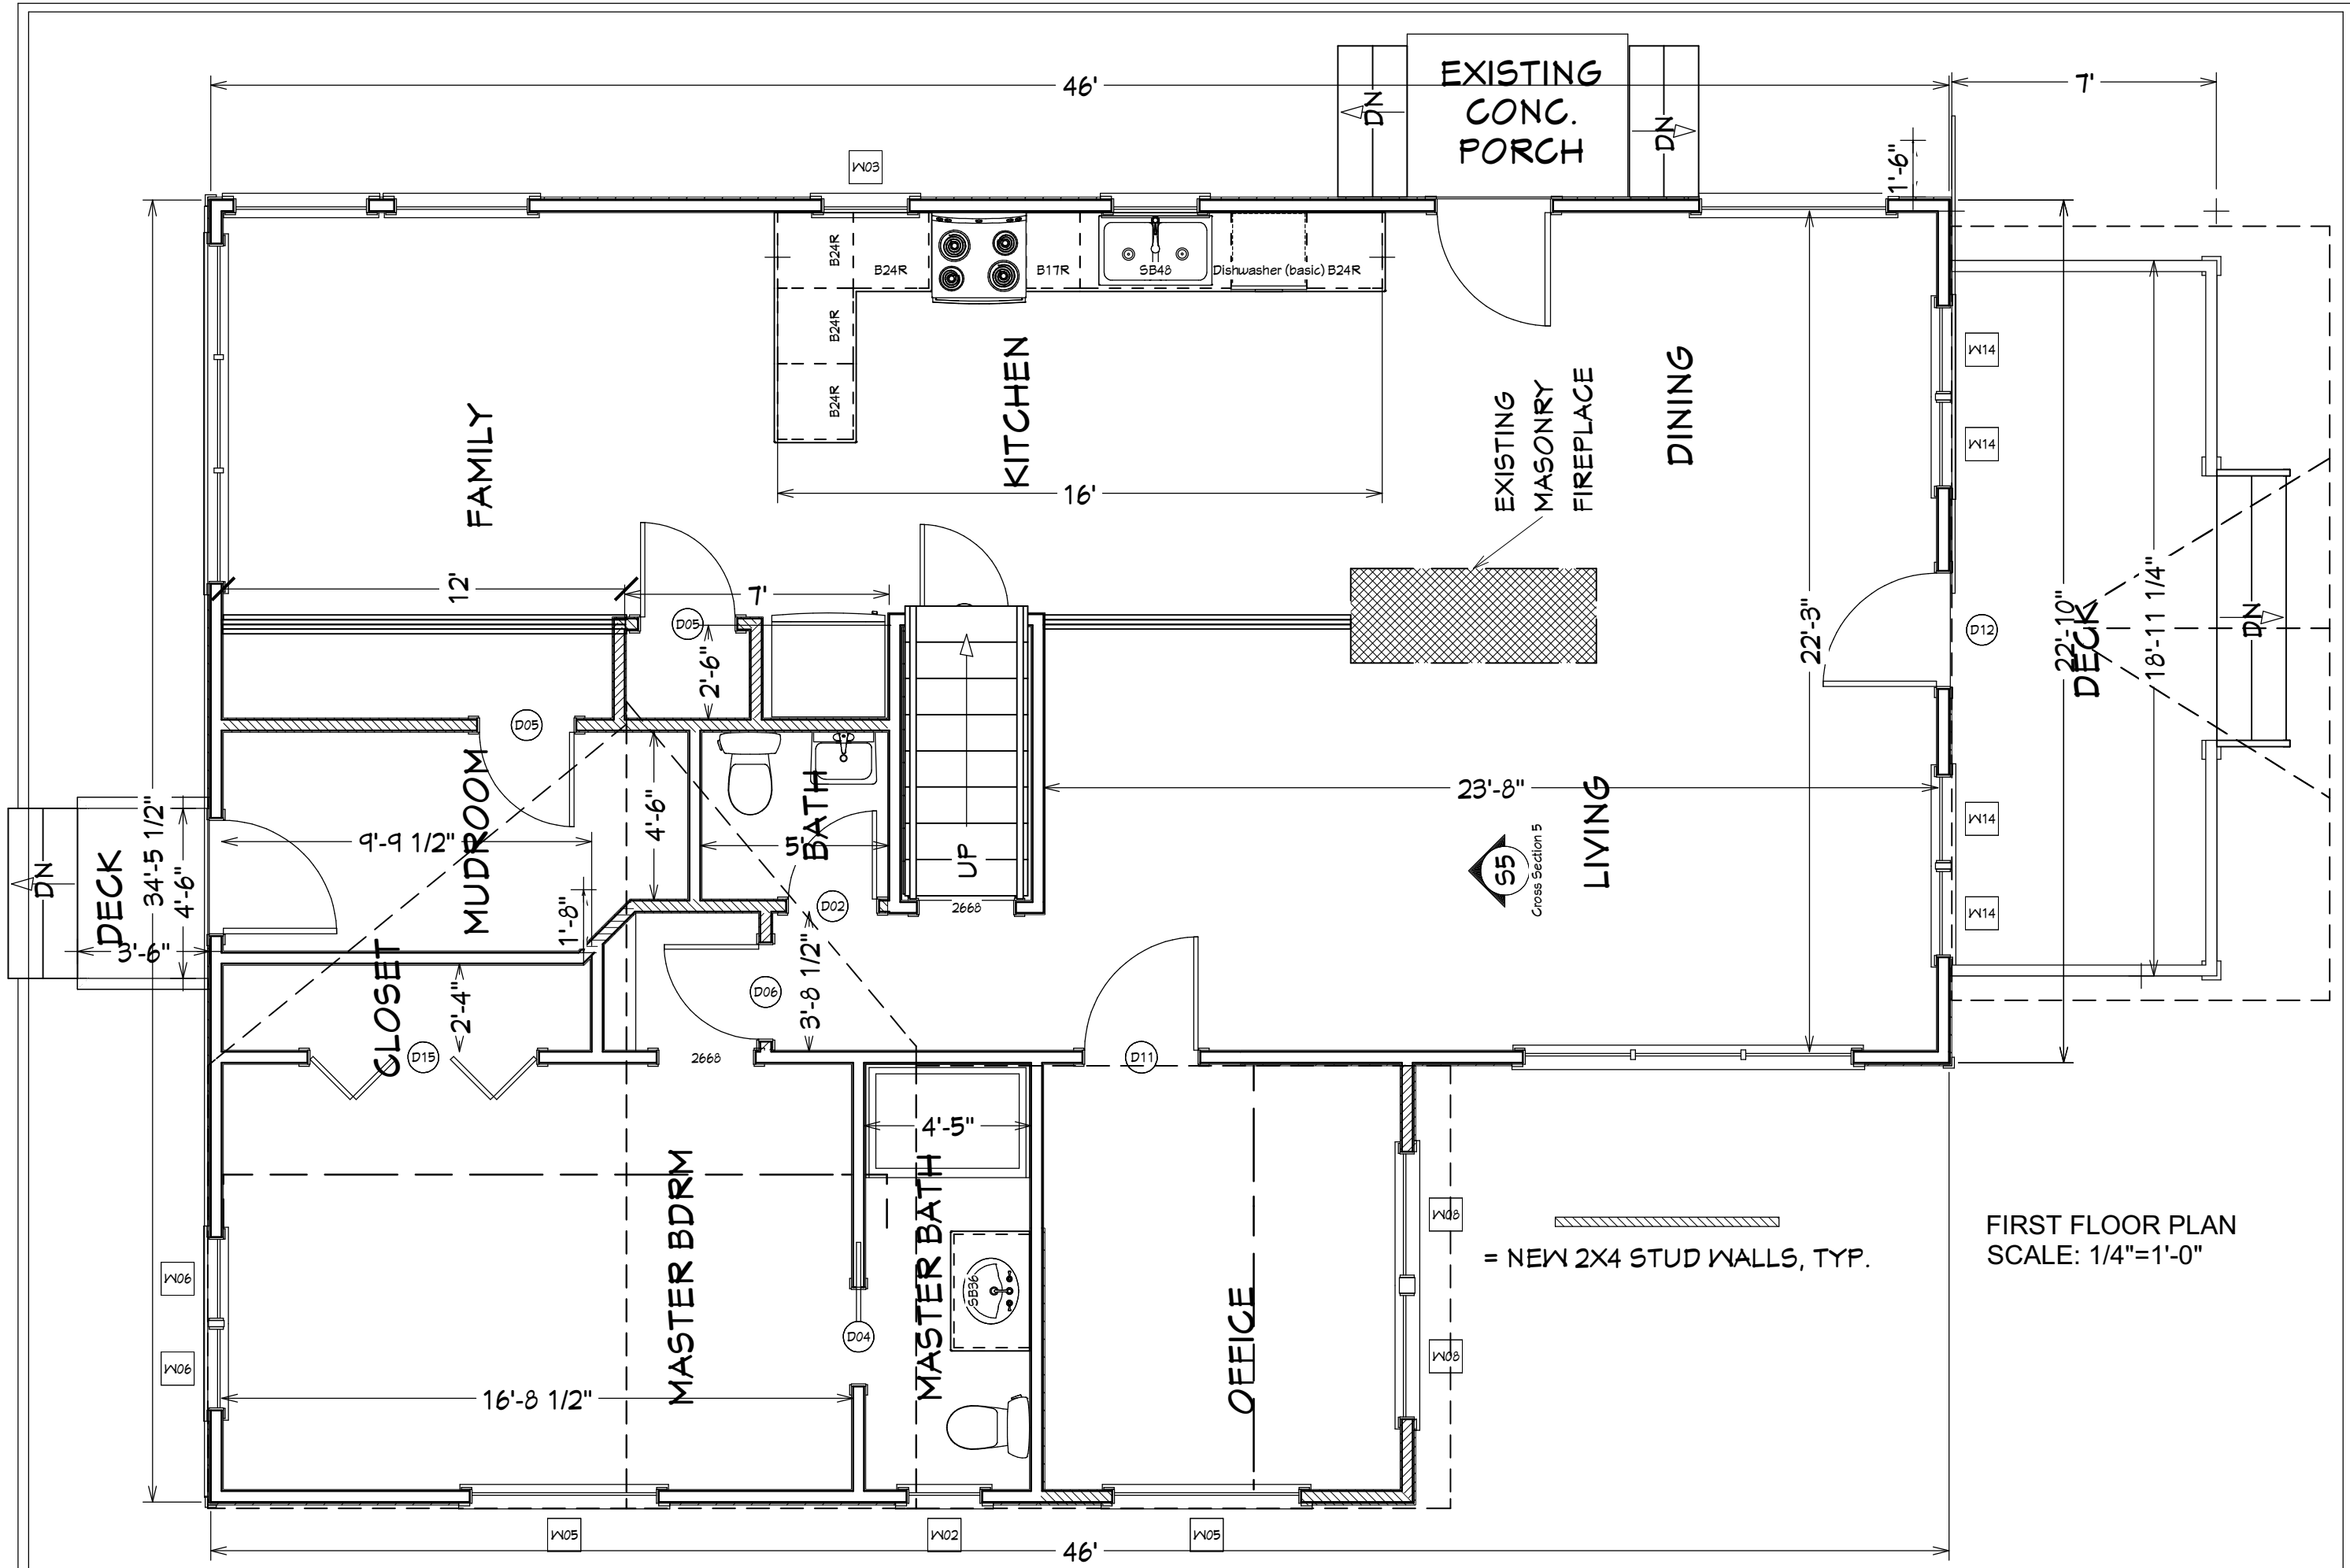 46'
7'
EXISTING
CONC.
PORCH
DN
DN
1'-6"
W03
B24R
B24R
B17R
SB48
Dishwasher (basic) B24R
B24R
B24R
W14
W14
FAMILY
KITCHEN
16'
EXISTING
MASONRY
FIREPLACE
DINING
12'
7'
D05
2'-6"
22'-3"
D12
22'-10"
DECK
18'-11 1/4"
DN
D05
MUDROOM
9'-9 1/2"
4'-6"
5'
BATH
UP
23'-8"
LIVING
S5
Cross Section 5
W14
W14
DN
DECK
34'-5 1/2"
4'-6"
3'-6"
1'-8"
D02
2668
CLOSET
2'-4"
D06
3'-8 1/2"
D15
2668
D11
4'-5"
MASTER BDRM
MASTER BATH
SB36
D04
OFFICE
W08
W08
W06
W06
16'-8 1/2"
= NEW 2X4 STUD WALLS, TYP.
FIRST FLOOR PLAN
SCALE: 1/4"=1'-0"
W05
W02
W05
46'